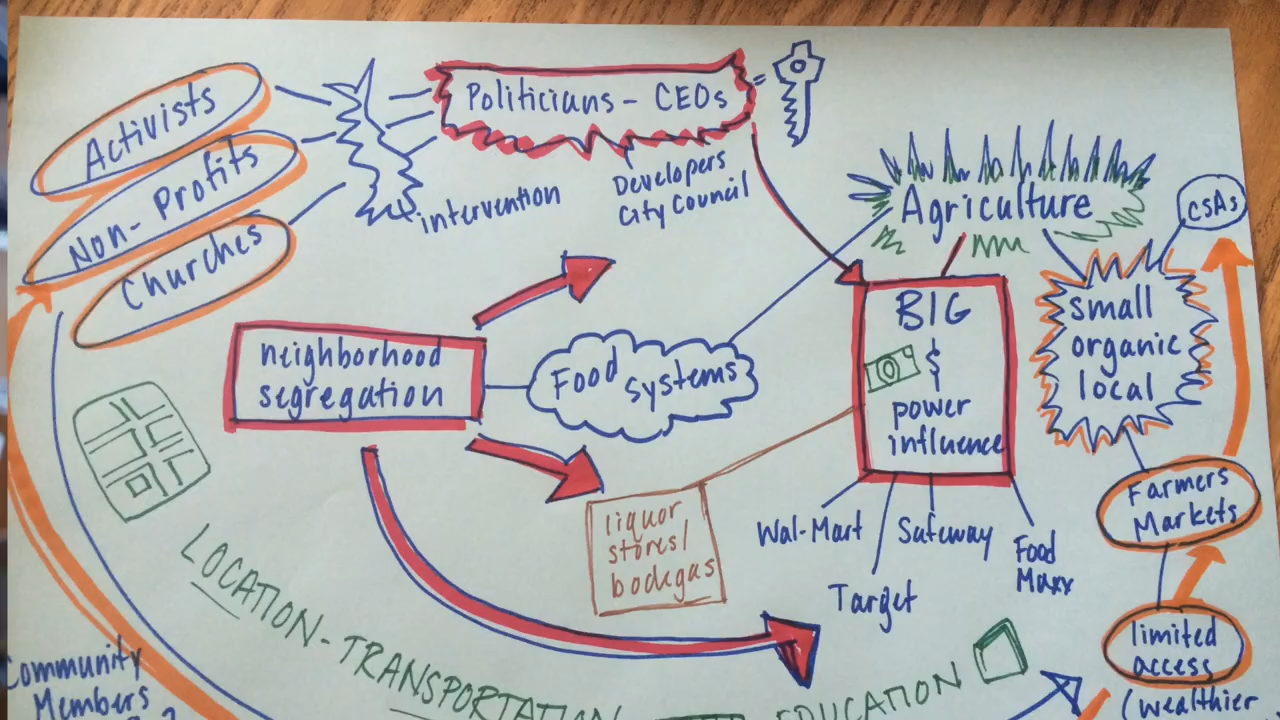 Activists
Non-Profits
Churches
Politicians - CEOs
=
intervention
Developers
City Council
Agriculture
CSAs
neighborhood
segregation
Food systems
BIG
$
power
influence
small
organic
local
liquor
stores/
bodegas
Wal-Mart
Target
Safeway
Food
Maxx
Farmers
Markets
limited
access
(wealthier
LOCATION-TRANSPORTATION
EDUCATION
Community
Members
?